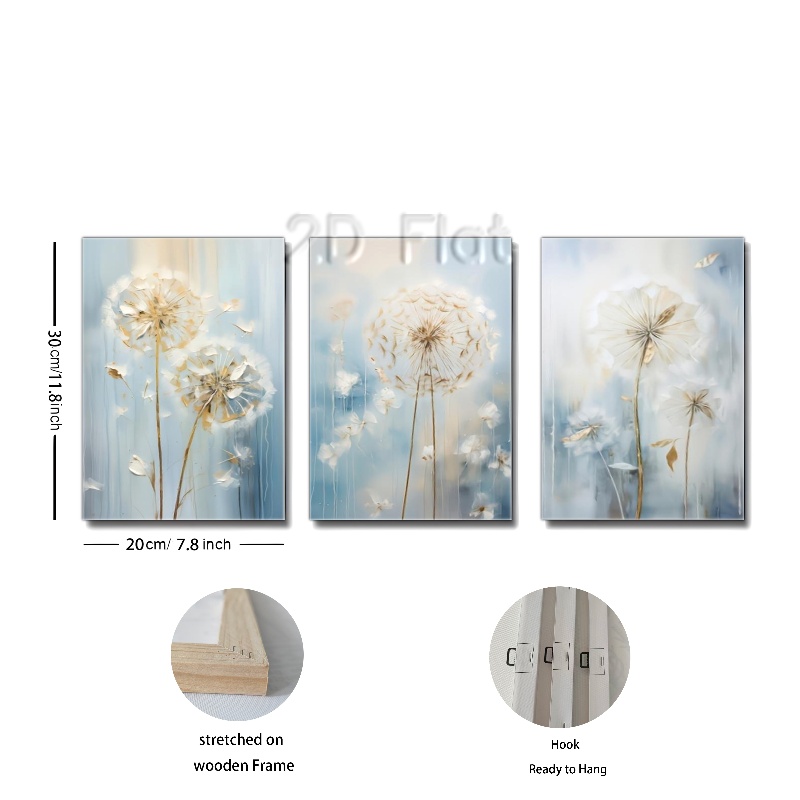 2D Flat
30cm/11.8inch
20cm/ 7.8 inch
stretched on
wooden Frame
Hook
Ready to Hang